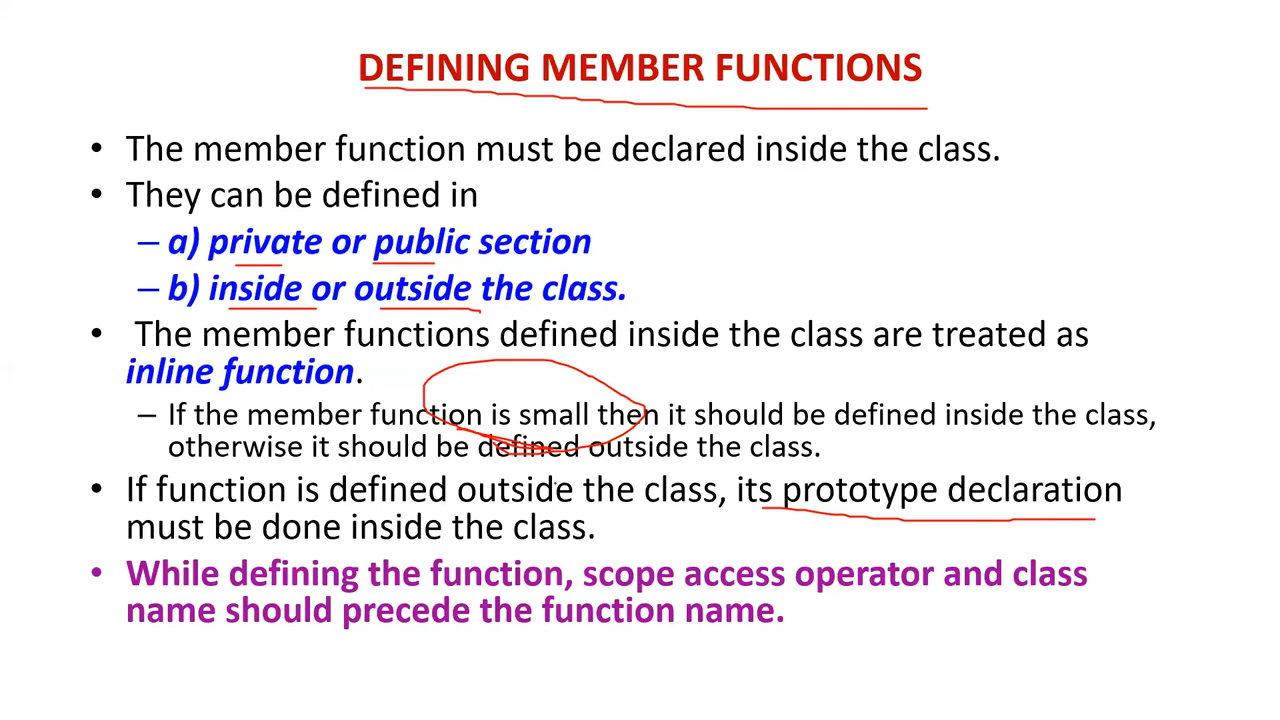 DEFINING MEMBER FUNCTIONS
• The member function must be declared inside the class.
• They can be defined in
– a) private or public section
– b) inside or outside the class.
• The member functions defined inside the class are treated as
inline function.
– If the member function is small then it should be defined inside the class,
otherwise it should be defined outside the class.
• If function is defined outside the class, its prototype declaration
must be done inside the class.
• While defining the function, scope access operator and class
name should precede the function name.